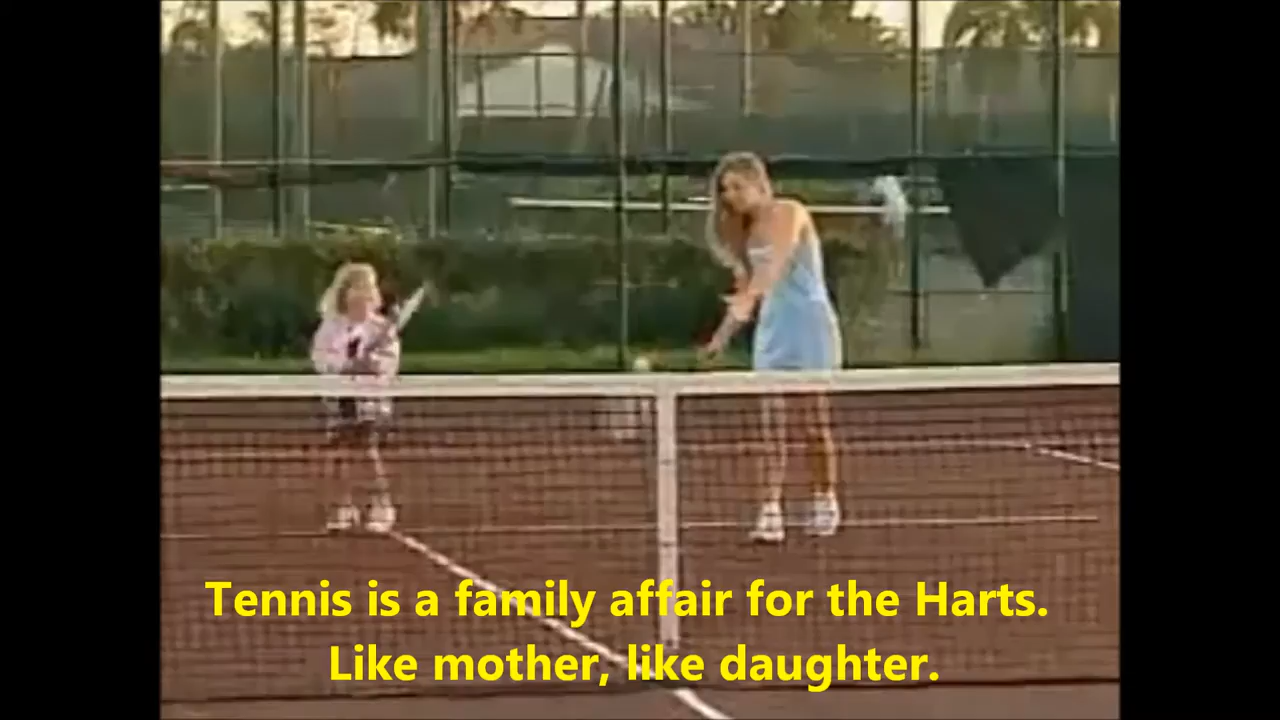 Tennis is a family affair for the Harts.
Like mother, like daughter.